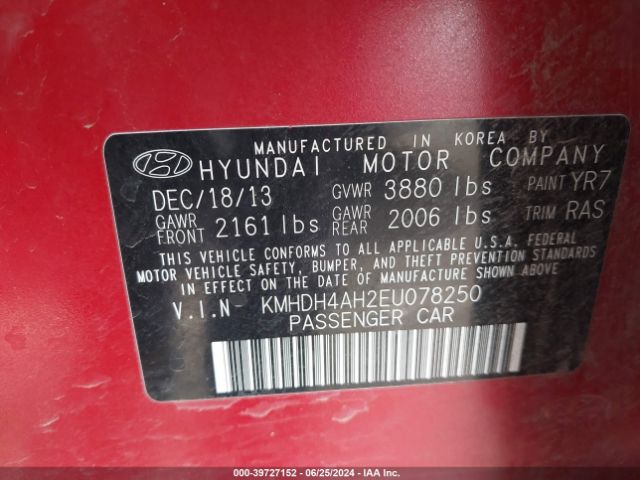 MANUFACTURED IN KOREA BY
HYUNDAI MOTOR COMPANY
DEC/18/13 GVWR 3880 lbs PAINT YR7
GAWR FRONT 2161 lbs GAWR REAR 2006 lbs TRIM RAS
THIS VEHICLE CONFORMS TO ALL APPLICABLE U.S.A. FEDERAL
MOTOR VEHICLE SAFETY, BUMPER, AND THEFT PREVENTION STANDARDS
IN EFFECT ON THE DATE OF MANUFACTURE SHOWN ABOVE.
V.I.N- KMHDH4AH2EU078250
PASSENGER CAR
000-39727152 - 06/25/2024 - IAA Inc.